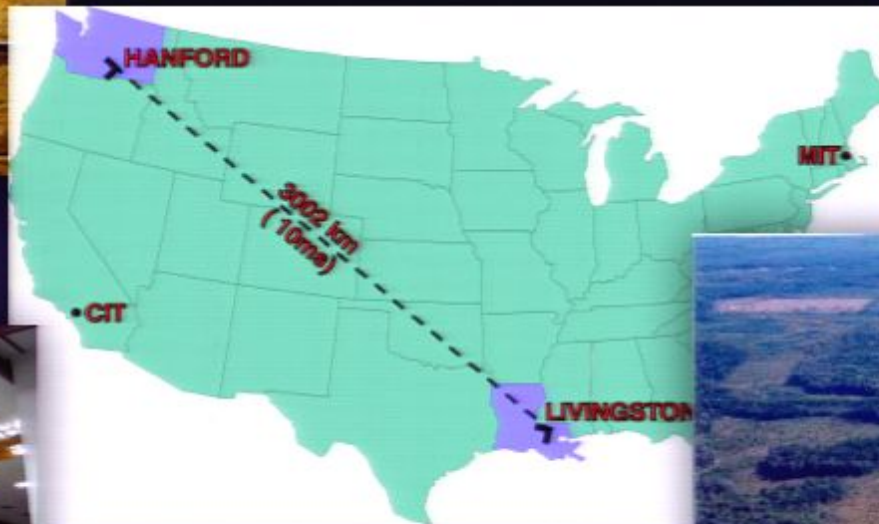 HANFORD
MIT
3002 km
( 10ms)
CIT
LIVINGSTON